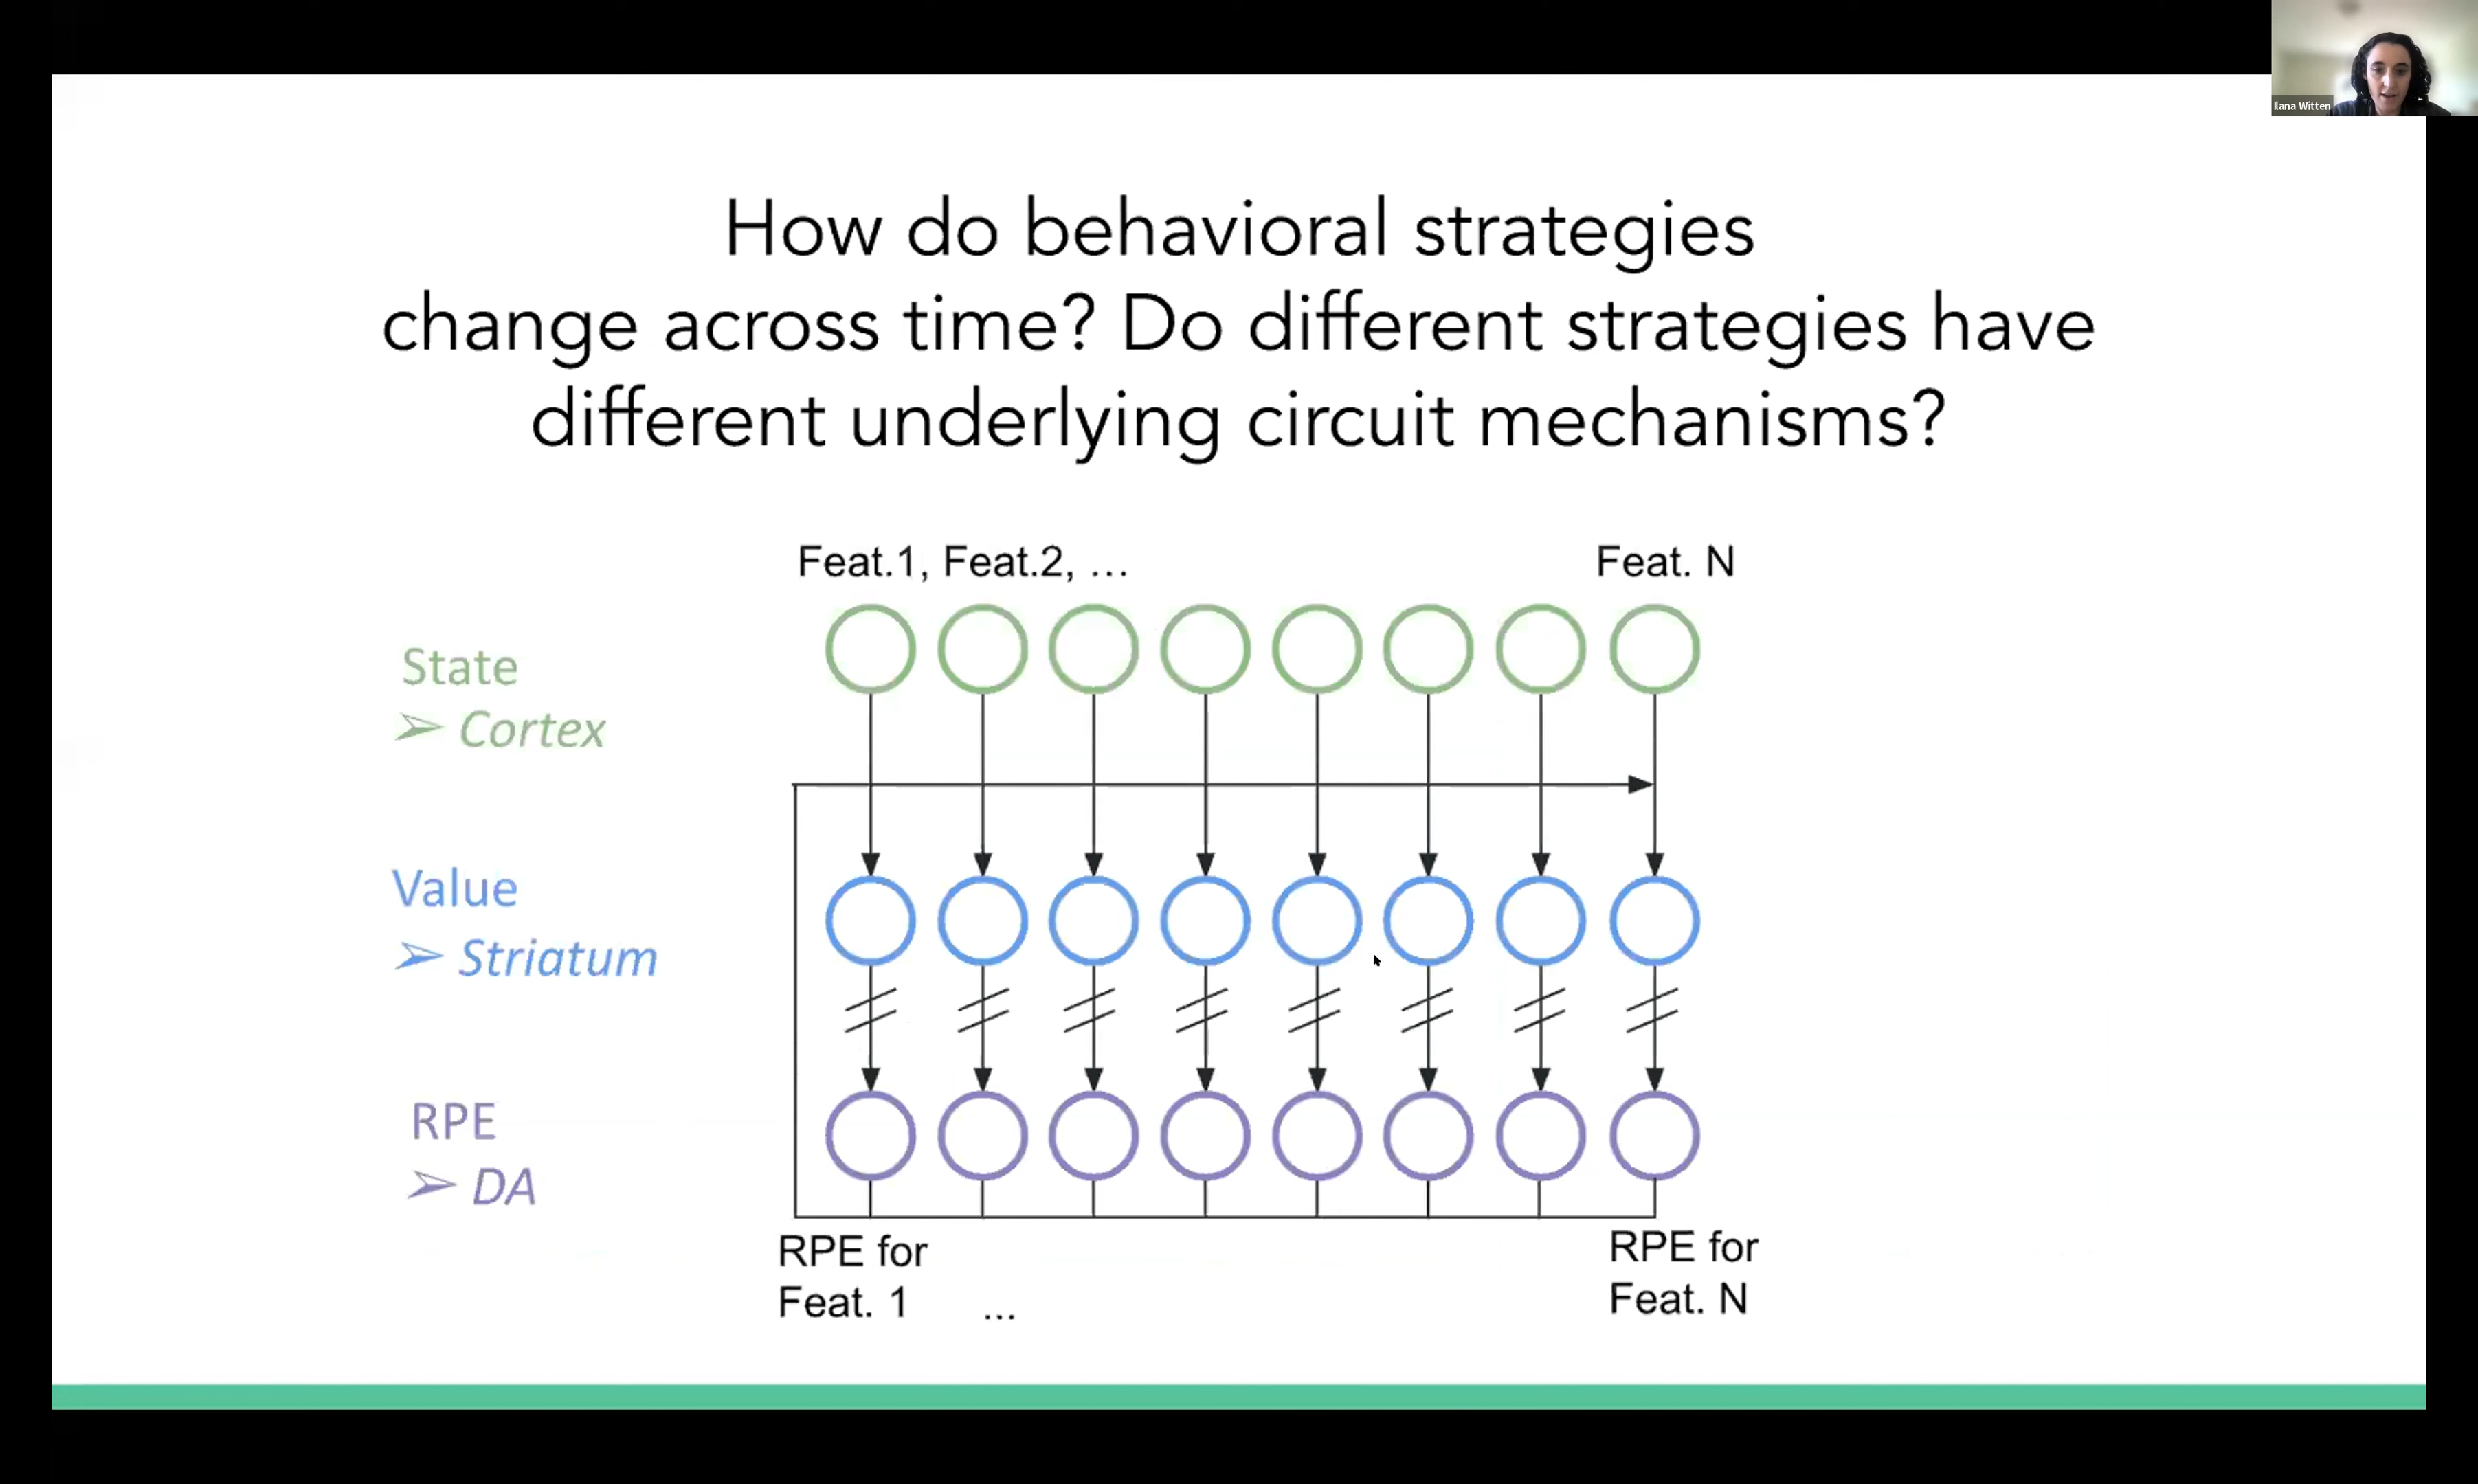 Ilana Witten
How do behavioral strategies
change across time? Do different strategies have
different underlying circuit mechanisms?
Feat.1, Feat.2, ...
Feat. N
State
➢ Cortex
Value
➢ Striatum
RPE
➢ DA
RPE for
Feat. 1 ...
RPE for
Feat. N